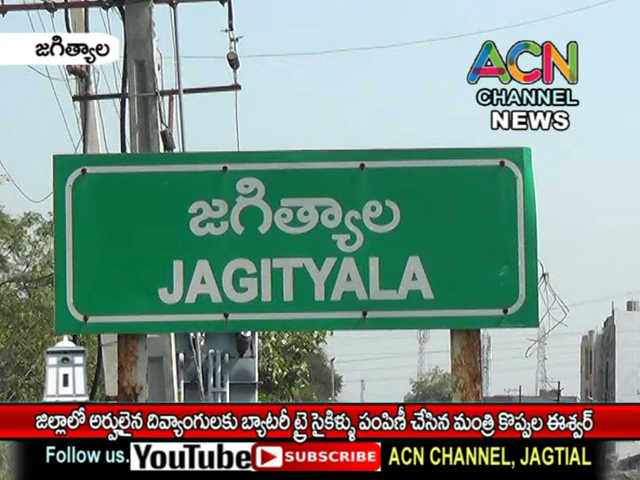 జగిత్యాల
ACN
CHANNEL
NEWS
జగిత్యాల
JAGITYALA
జిల్లాలో అర్హులైన దివ్యాంగులకు బ్యాటరీ ట్రై సైకిళ్ళు పంపిణీ చేసిన మంత్రి కొప్పుల ఈశ్వర్
Follow us. YouTube SUBSCRIBE ACN CHANNEL, JAGTIAL